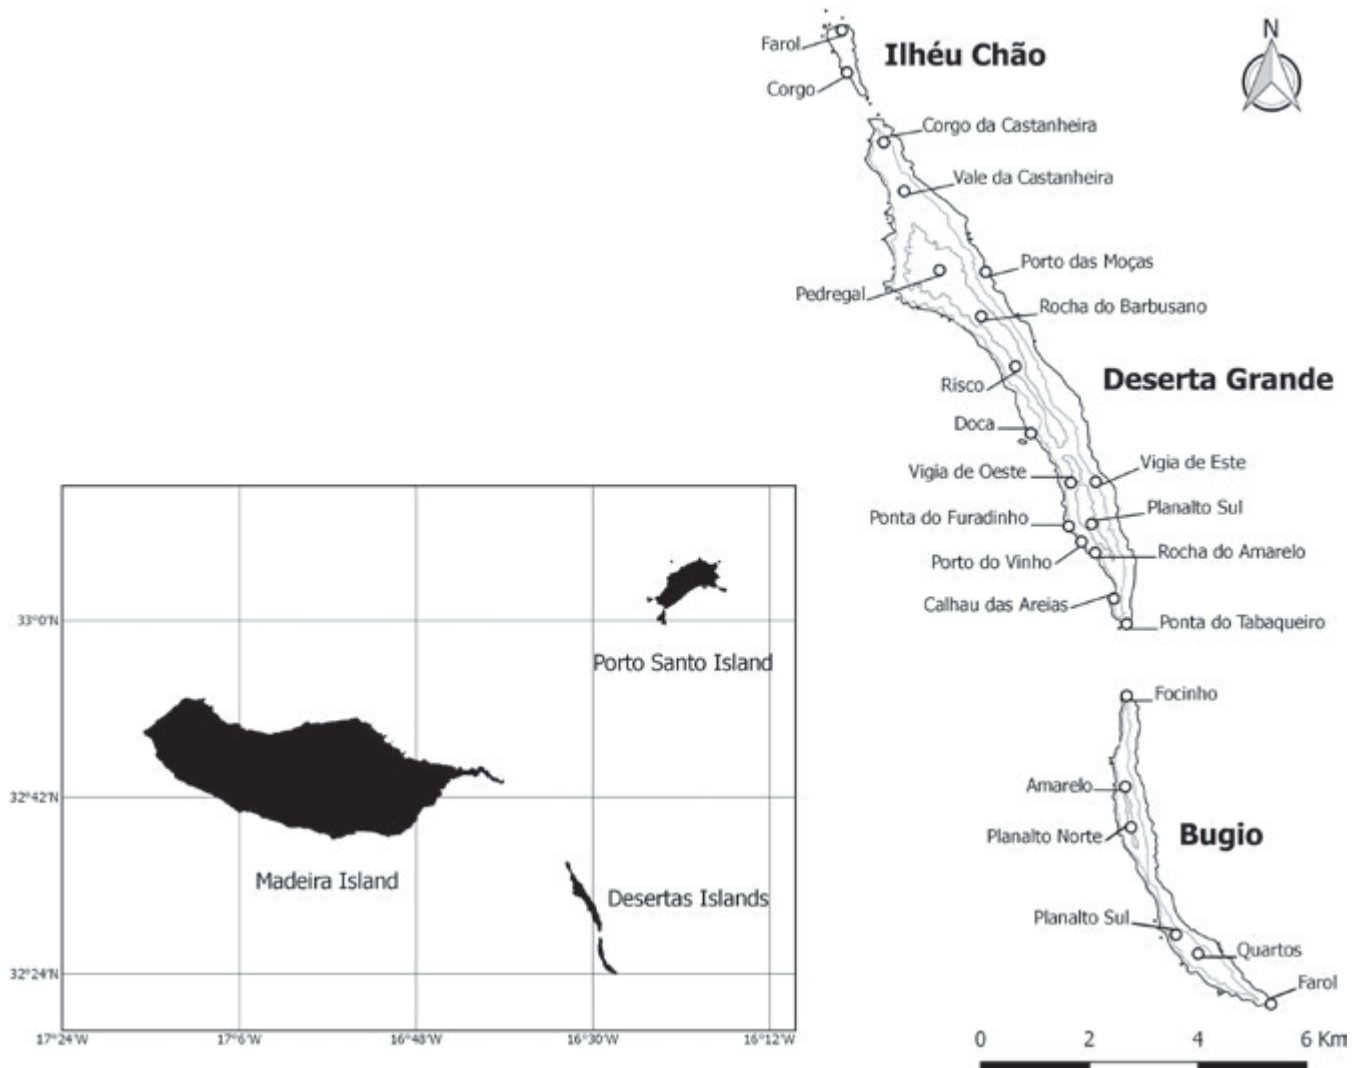 N
Farol
Ilhéu Chão
Corgo
Corgo da Castanheira
Vale da Castanheira
Porto das Moças
Pedregal
Rocha do Barbusano
Risco
Deserta Grande
Doca
Vigia de Oeste
Vigia de Este
Ponta do Furadinho
Planalto Sul
Porto do Vinho
Rocha do Amarelo
Calhau das Areias
Ponta do Tabaqueiro
Focinho
Amarelo
Planalto Norte
Bugio
Planalto Sul
Quartos
Farol
0 2 4 6 Km
33°0'N
Porto Santo Island
32°42'N
Madeira Island
Desertas Islands
32°24'N
17°24'W 17°6'W 16°48'W 16°30'W 16°12'W